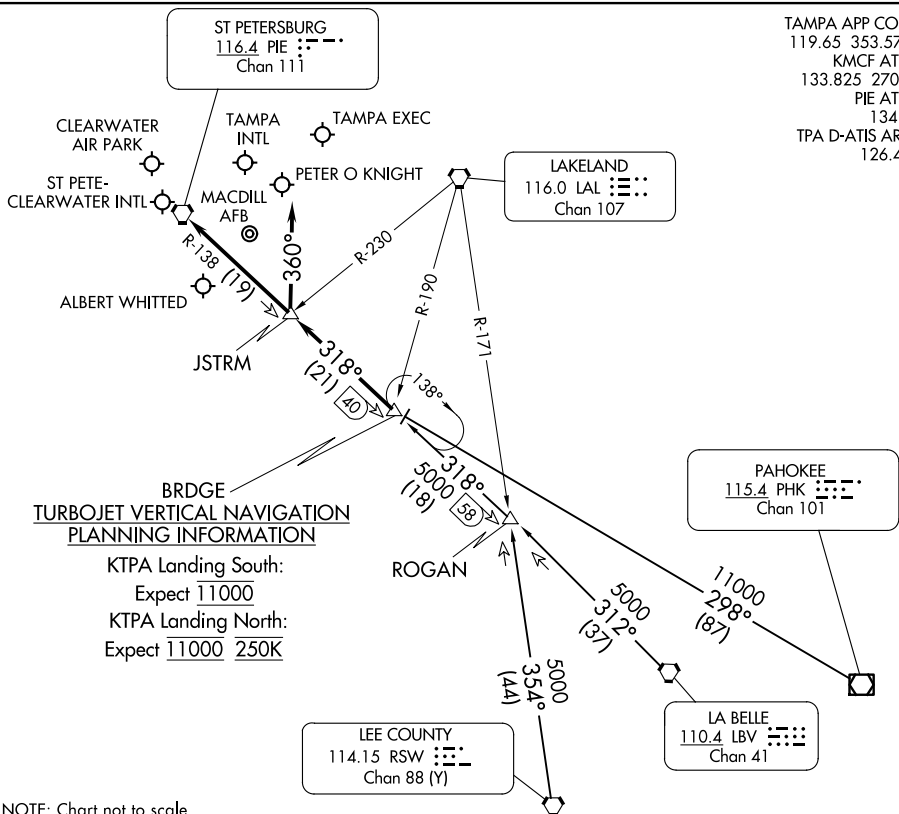 ST PETERSBURG
116.4 PIE
Chan 111
TAMPA APP CO
119.65 353.57
KMCF AT
133.825 270
PIE AT
134
TPA D-ATIS AR
126.4
CLEARWATER
AIR PARK
TAMPA
INTL
TAMPA EXEC
PETER O KNIGHT
ST PETE-
CLEARWATER INTL
MACDILL
AFB
LAKELAND
116.0 LAL
Chan 107
R-138
(19)
360°
R-230
R-190
R-171
ALBERT WHITTED
JSTRM
318°
(21)
40
138°
BRDGE
TURBOJET VERTICAL NAVIGATION
PLANNING INFORMATION
KTPA Landing South:
Expect 11000
KTPA Landing North:
Expect 11000 250K
318°
5000
(18)
58
ROGAN
PAHOKEE
115.4 PHK
Chan 101
11000
298°
(87)
5000
312°
(37)
5000
354°
(44)
LA BELLE
110.4 LBV
Chan 41
LEE COUNTY
114.15 RSW
Chan 88 (Y)
NOTE: Chart not to scale